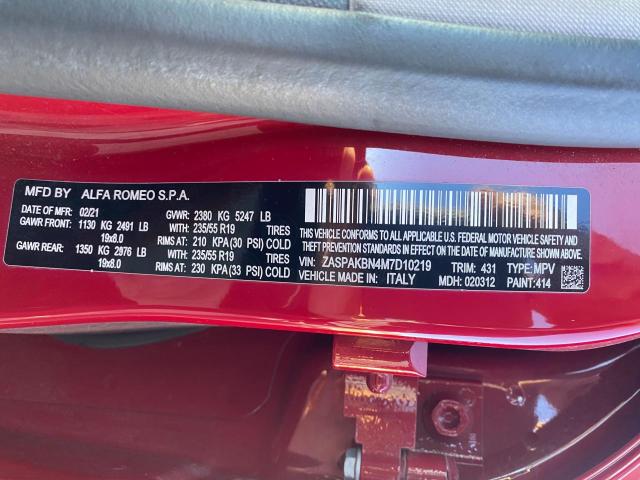 MFD BY ALFA ROMEO S.P.A.
DATE OF MFR: 02/21 GVWR: 2380 KG 5247 LB
GAWR FRONT: 1130 KG 2491 LB WITH: 235/55 R19 TIRES
19x8.0 RIMS AT: 210 KPA(30 PSI) COLD
GAWR REAR: 1350 KG 2976 LB WITH: 235/55 R19 TIRES
19x8.0 RIMS AT: 230 KPA(33 PSI) COLD
THIS VEHICLE CONFORMS TO ALL APPLICABLE FEDERAL MOTOR VEHICLE SAFETY
AND THEFT PREVENTION STANDARDS IN EFFECT ON THE DATE OF MANUFACTURE SHOWN ABOVE.
VIN: ZASPAKBN4M7D10219 TRIM: 431 TYPE: MPV
VEHICLE MADE IN: ITALY MDH: 020312 PAINT: 414